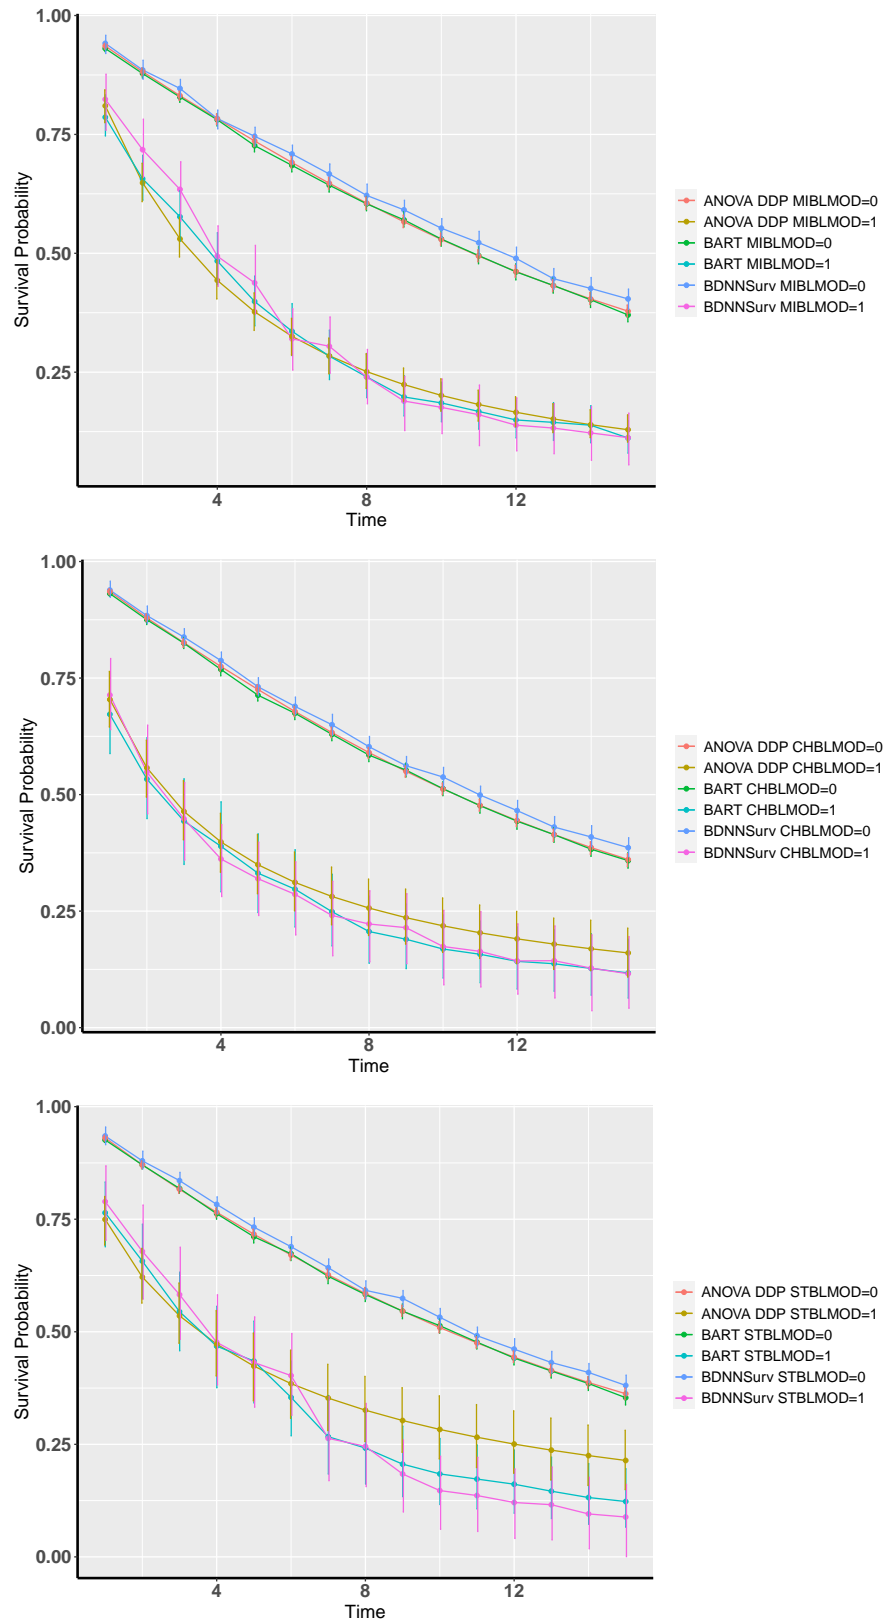 1.00
0.75
0.50
0.25
Survival Probability
4
8
12
Time
ANOVA DDP MIBLMOD=0
ANOVA DDP MIBLMOD=1
BART MIBLMOD=0
BART MIBLMOD=1
BDNNSurv MIBLMOD=0
BDNNSurv MIBLMOD=1
1.00
0.75
0.50
0.25
0.00
Survival Probability
4
8
12
Time
ANOVA DDP CHBLMOD=0
ANOVA DDP CHBLMOD=1
BART CHBLMOD=0
BART CHBLMOD=1
BDNNSurv CHBLMOD=0
BDNNSurv CHBLMOD=1
1.00
0.75
0.50
0.25
0.00
Survival Probability
4
8
12
Time
ANOVA DDP STBLMOD=0
ANOVA DDP STBLMOD=1
BART STBLMOD=0
BART STBLMOD=1
BDNNSurv STBLMOD=0
BDNNSurv STBLMOD=1